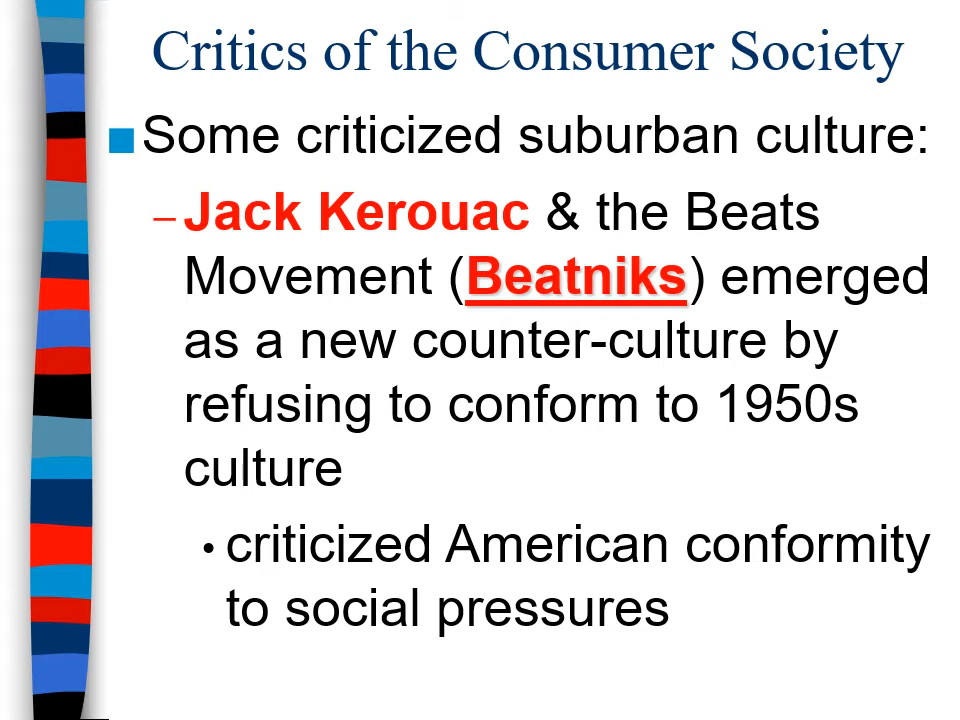 Critics of the Consumer Society
■Some criticized suburban culture:
–Jack Kerouac & the Beats
Movement (Beatniks) emerged
as a new counter-culture by
refusing to conform to 1950s
culture
• criticized American conformity
to social pressures